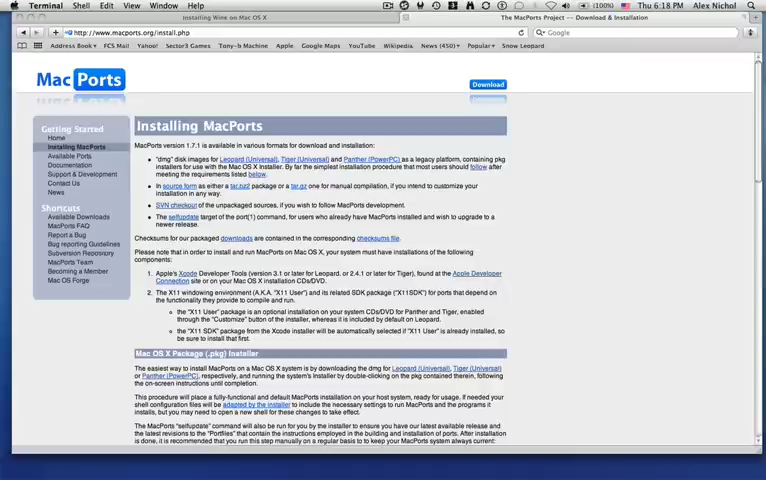 Terminal Shell Edit View Window Help (100%) Thu 6:18 PM Alex Nichol
Installing Wine on Mac OS X The MacPorts Project -- Download & Installation
http://www.macports.org/install.php Google
Address Book FCS Mail Yahoo! Sector3 Games Tony-b Machine Apple Google Maps YouTube Wikipedia News (450) Popular Snow Leopard
MacPorts
Download
Getting Started
Home
Installing MacPorts
Available Ports
Documentation
Support & Development
Contact Us
News
Shortcuts
Available Downloads
MacPorts FAQ
Report a Bug
Bug reporting Guidelines
Subversion Repository
MacPorts Team
Becoming a Member
Mac OS Forge
Installing MacPorts
MacPorts version 1.7.1 is available in various formats for download and installation:
• "dmg" disk images for Leopard (Universal), Tiger (Universal) and Panther (PowerPC) as a legacy platform, containing pkg
installers for use with the Mac OS X Installer. By far the simplest installation procedure that most users should follow after
meeting the requirements listed below.
• In source form as either a tar.bz2 package or a tar.gz one for manual compilation, if you intend to customize your
installation in any way.
• SVN checkout of the unpackaged sources, if you wish to follow MacPorts development.
• The selfupdate target of the port(1) command, for users who already have MacPorts installed and wish to upgrade to a
newer release.
Checksums for our packaged downloads are contained in the corresponding checksums file.
Please note that in order to install and run MacPorts on Mac OS X, your system must have installations of the following
components:
1. Apple's Xcode Developer Tools (version 3.1 or later for Leopard, or 2.4.1 or later for Tiger), found at the Apple Developer
Connection site or on your Mac OS X installation CDs/DVD.
2. The X11 windowing environment (A.K.A. "X11 User") and its related SDK package ("X11SDK") for ports that depend on
the functionality they provide to compile and run.
the "X11 User" package is an optional installation on your system CDs/DVD for Panther and Tiger, enabled
through the "Customize" button of the installer, whereas it is included by default on Leopard.
the "X11 SDK" package from the Xcode installer will be automatically selected if "X11 User" is already installed, so
be sure to install that first.
Mac OS X Package (.pkg) Installer
The easiest way to install MacPorts on a Mac OS X system is by downloading the dmg for Leopard (Universal), Tiger (Universal)
or Panther (PowerPC), respectively, and running the system's Installer by double-clicking on the pkg contained therein, following
the on-screen instructions until completion.
This procedure will place a fully-functional and default MacPorts installation on your host system, ready for usage. If needed your
shell configuration files will be adapted by the installer to include the necessary settings to run MacPorts and the programs it
installs, but you may need to open a new shell for these changes to take effect.
The MacPorts "selfupdate" command will also be run for you by the installer to ensure you have our latest available release and
the latest revisions to the "Portfiles" that contain the instructions employed in the building and installation of ports. After installation
is done, it is recommended that you run this step manually on a regular basis to to keep your MacPorts system always current: